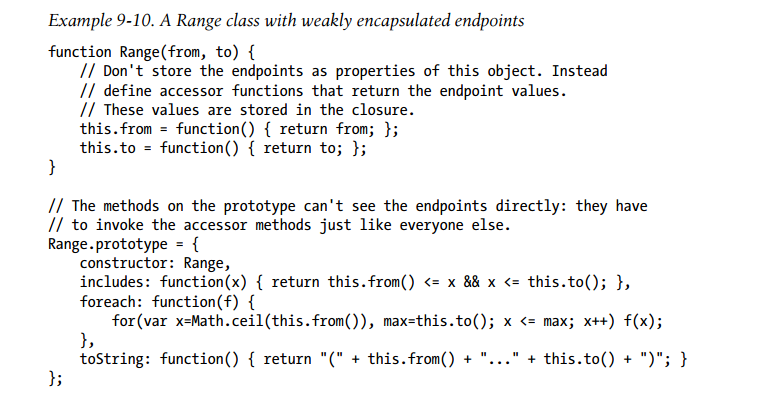 Example 9-10. A Range class with weakly encapsulated endpoints
function Range(from, to) {
    // Don't store the endpoints as properties of this object. Instead
    // define accessor functions that return the endpoint values.
    // These values are stored in the closure.
    this.from = function() { return from; };
    this.to = function() { return to; };
}
// The methods on the prototype can't see the endpoints directly: they have
// to invoke the accessor methods just like everyone else.
Range.prototype = {
    constructor: Range,
    includes: function(x) { return this.from() <= x && x <= this.to(); },
    foreach: function(f) {
        for(var x=Math.ceil(this.from()), max=this.to(); x <= max; x++) f(x);
    },
    toString: function() { return "(" + this.from() + "..." + this.to() + ")"; }
};